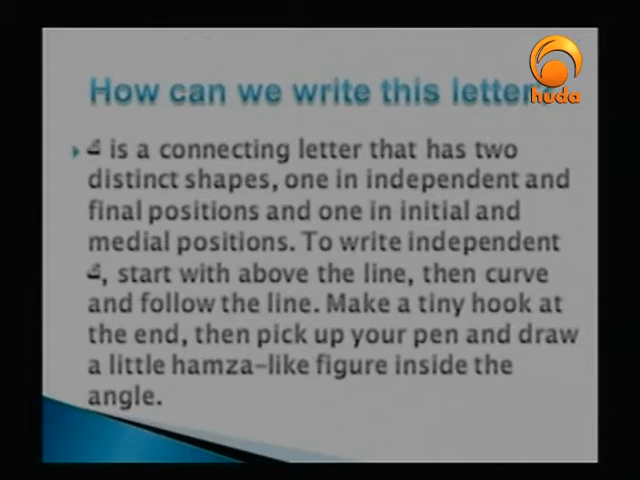 How can we write this letter
huda
ك is a connecting letter that has two
distinct shapes, one in independent and
final positions and one in initial and
medial positions. To write independent
ك, start with above the line, then curve
and follow the line. Make a tiny hook at
the end, then pick up your pen and draw
a little hamza-like figure inside the
angle.